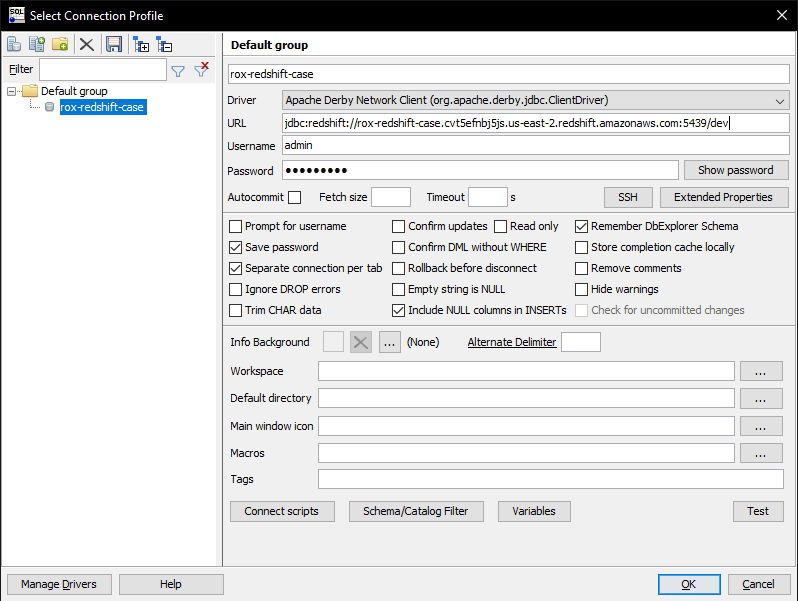 SQL
Select Connection Profile
Default group
Filter
Default group
rox-redshift-case
rox-redshift-case
Driver Apache Derby Network Client (org.apache.derby.jdbc.ClientDriver)
URL jdbc:redshift://rox-redshift-case.cvt5efnbj5js.us-east-2.redshift.amazonaws.com:5439/dev
Username admin
Password ●●●●●●●●● Show password
Autocommit Fetch size Timeout s SSH Extended Properties
Prompt for username Confirm updates Read only Remember DbExplorer Schema
Save password Confirm DML without WHERE Store completion cache locally
Separate connection per tab Rollback before disconnect Remove comments
Ignore DROP errors Empty string is NULL Hide warnings
Trim CHAR data Include NULL columns in INSERTs Check for uncommitted changes
Info Background ... (None) Alternate Delimiter
Workspace ...
Default directory ...
Main window icon ...
Macros ...
Tags
Connect scripts Schema/Catalog Filter Variables Test
Manage Drivers Help OK Cancel